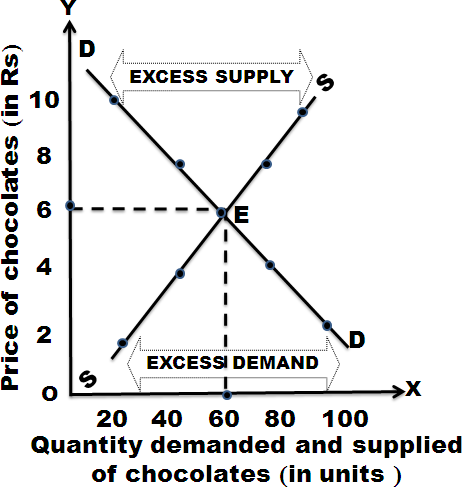 Y
D
EXCESS SUPPLY
S
Price of chocolates (in Rs)
10
8
6
4
2
O
E
S
EXCESS DEMAND
D
X
20 40 60 80 100
Quantity demanded and supplied
of chocolates (in units )